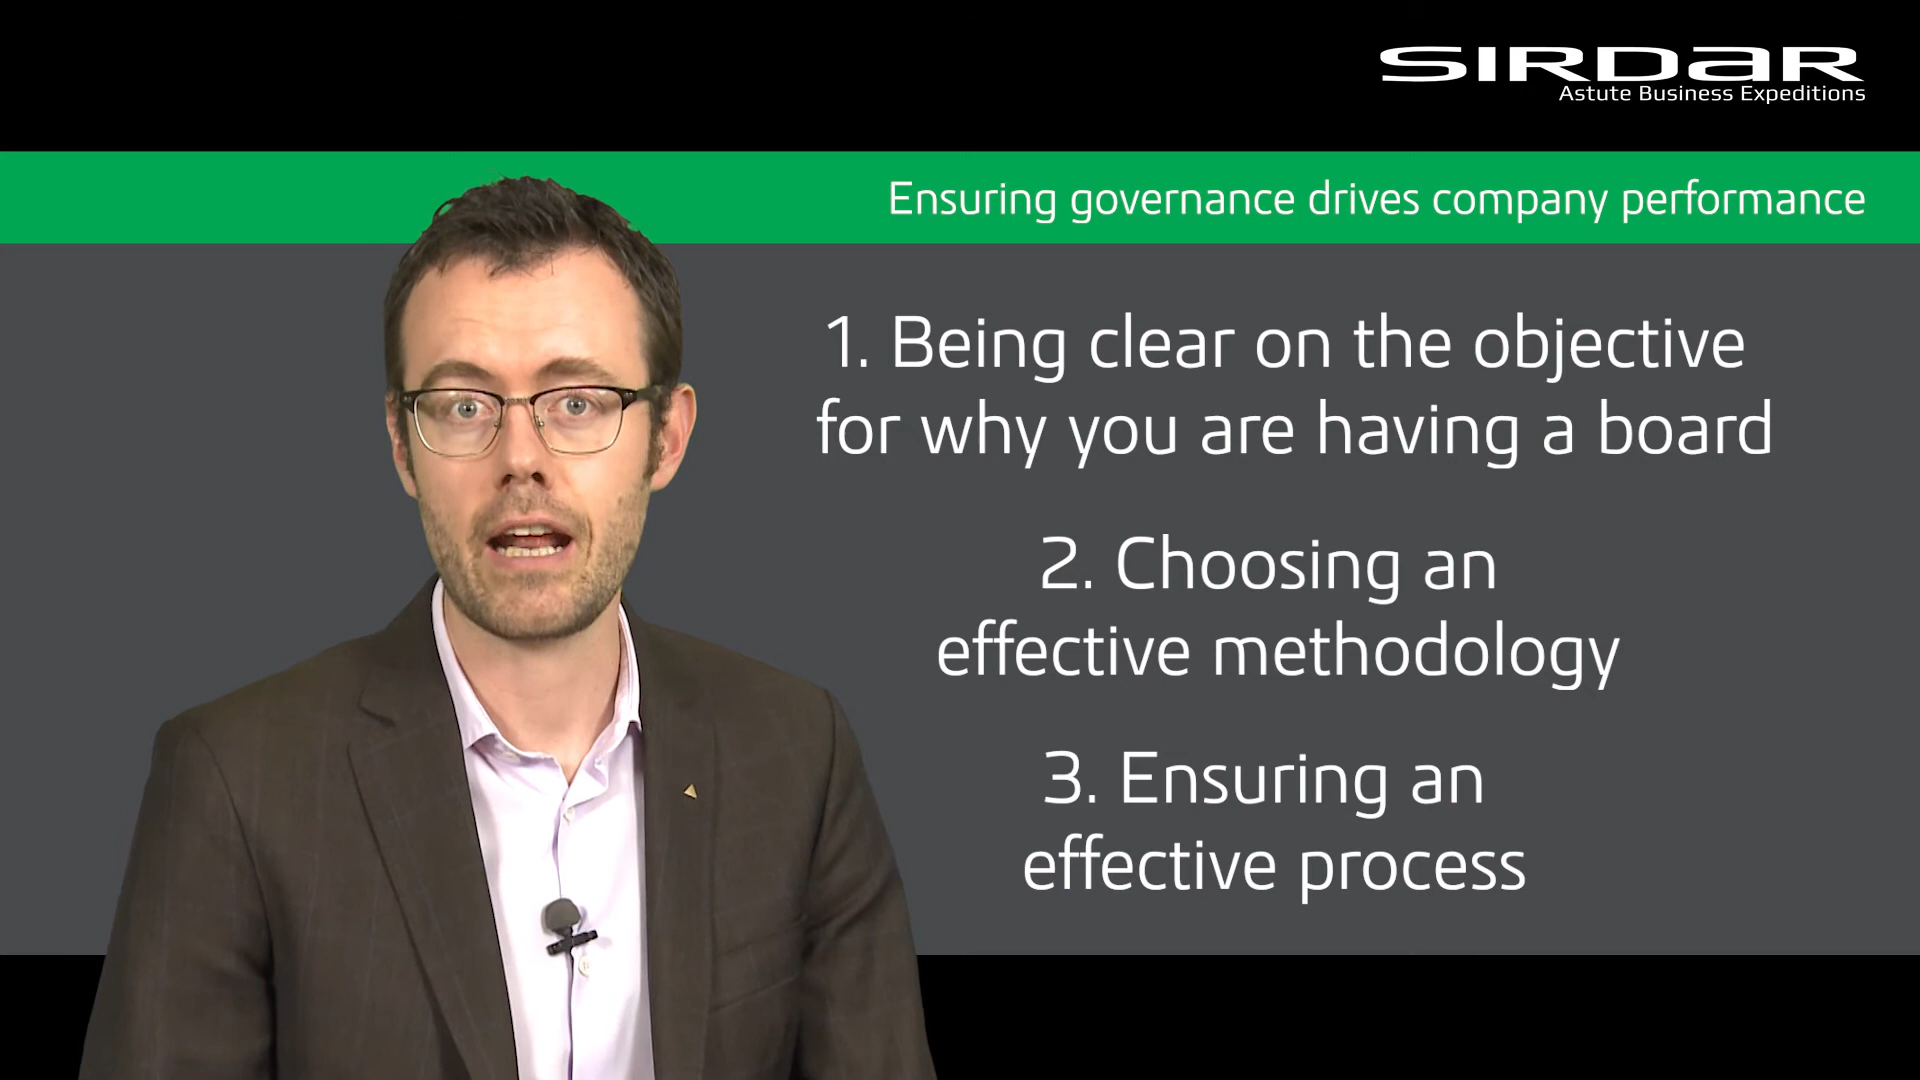 SIRDAR
Astute Business Expeditions
Ensuring governance drives company performance
1. Being clear on the objective
for why you are having a board
2. Choosing an
effective methodology
3. Ensuring an
effective process